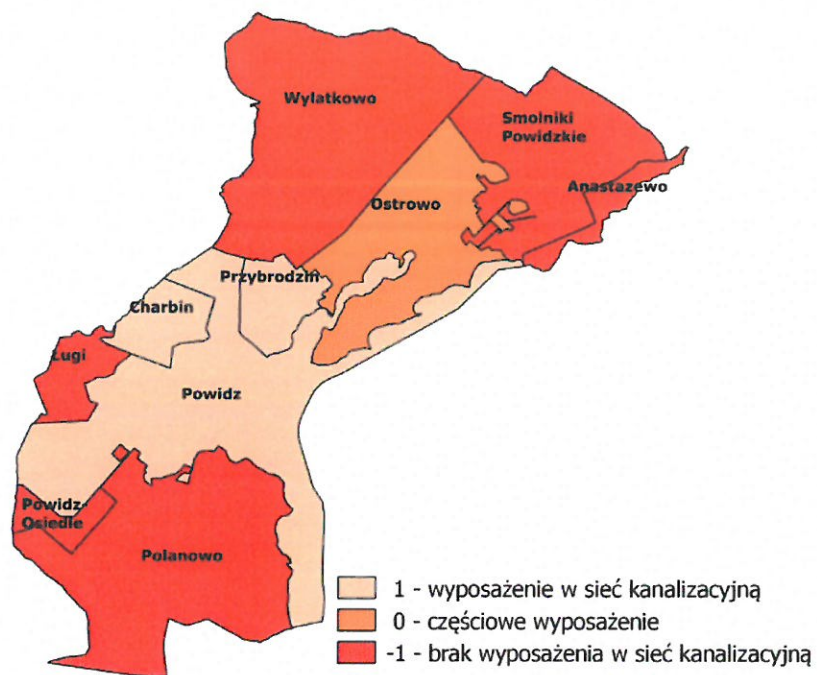 Wylatkowo
Smolniki
Powidzkie
Anastazewo
Ostrowo
Przybrodzin
Charbin
Ługi
Powidz
Powidz-
Osiedle
Polanowo
1 - wyposażenie w sieć kanalizacyjną
0 - częściowe wyposażenie
-1 - brak wyposażenia w sieć kanalizacyjną